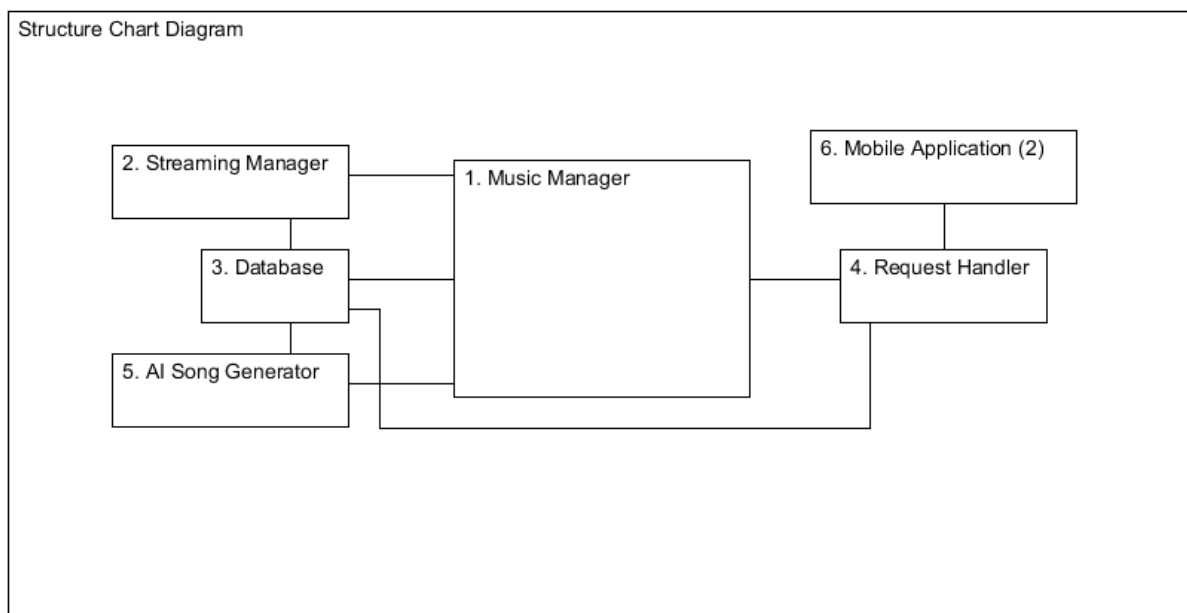 Structure Chart Diagram
2. Streaming Manager
6. Mobile Application (2)
1. Music Manager
3. Database
4. Request Handler
5. AI Song Generator